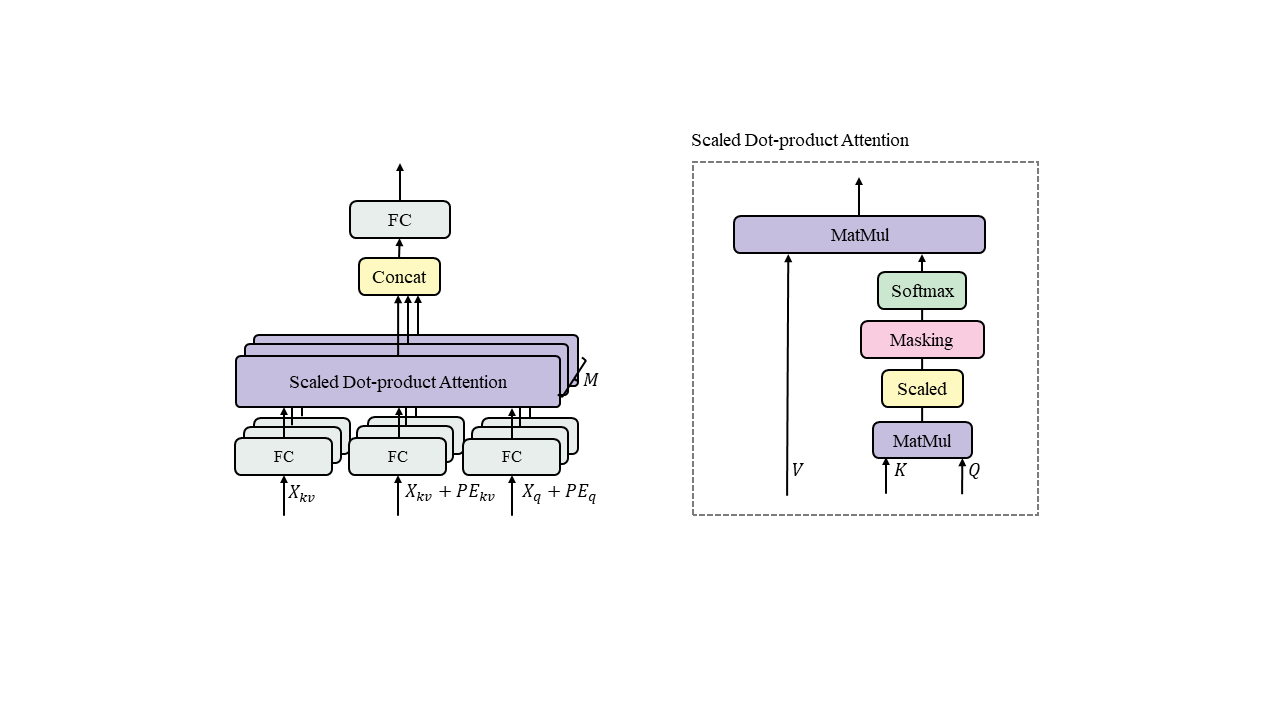 FC
Concat
Scaled Dot-product Attention
M
FC
FC
FC
X_{kv}
X_{kv} + PE_{kv}
X_q + PE_q
Scaled Dot-product Attention
MatMul
Softmax
Masking
Scaled
MatMul
V
K
Q